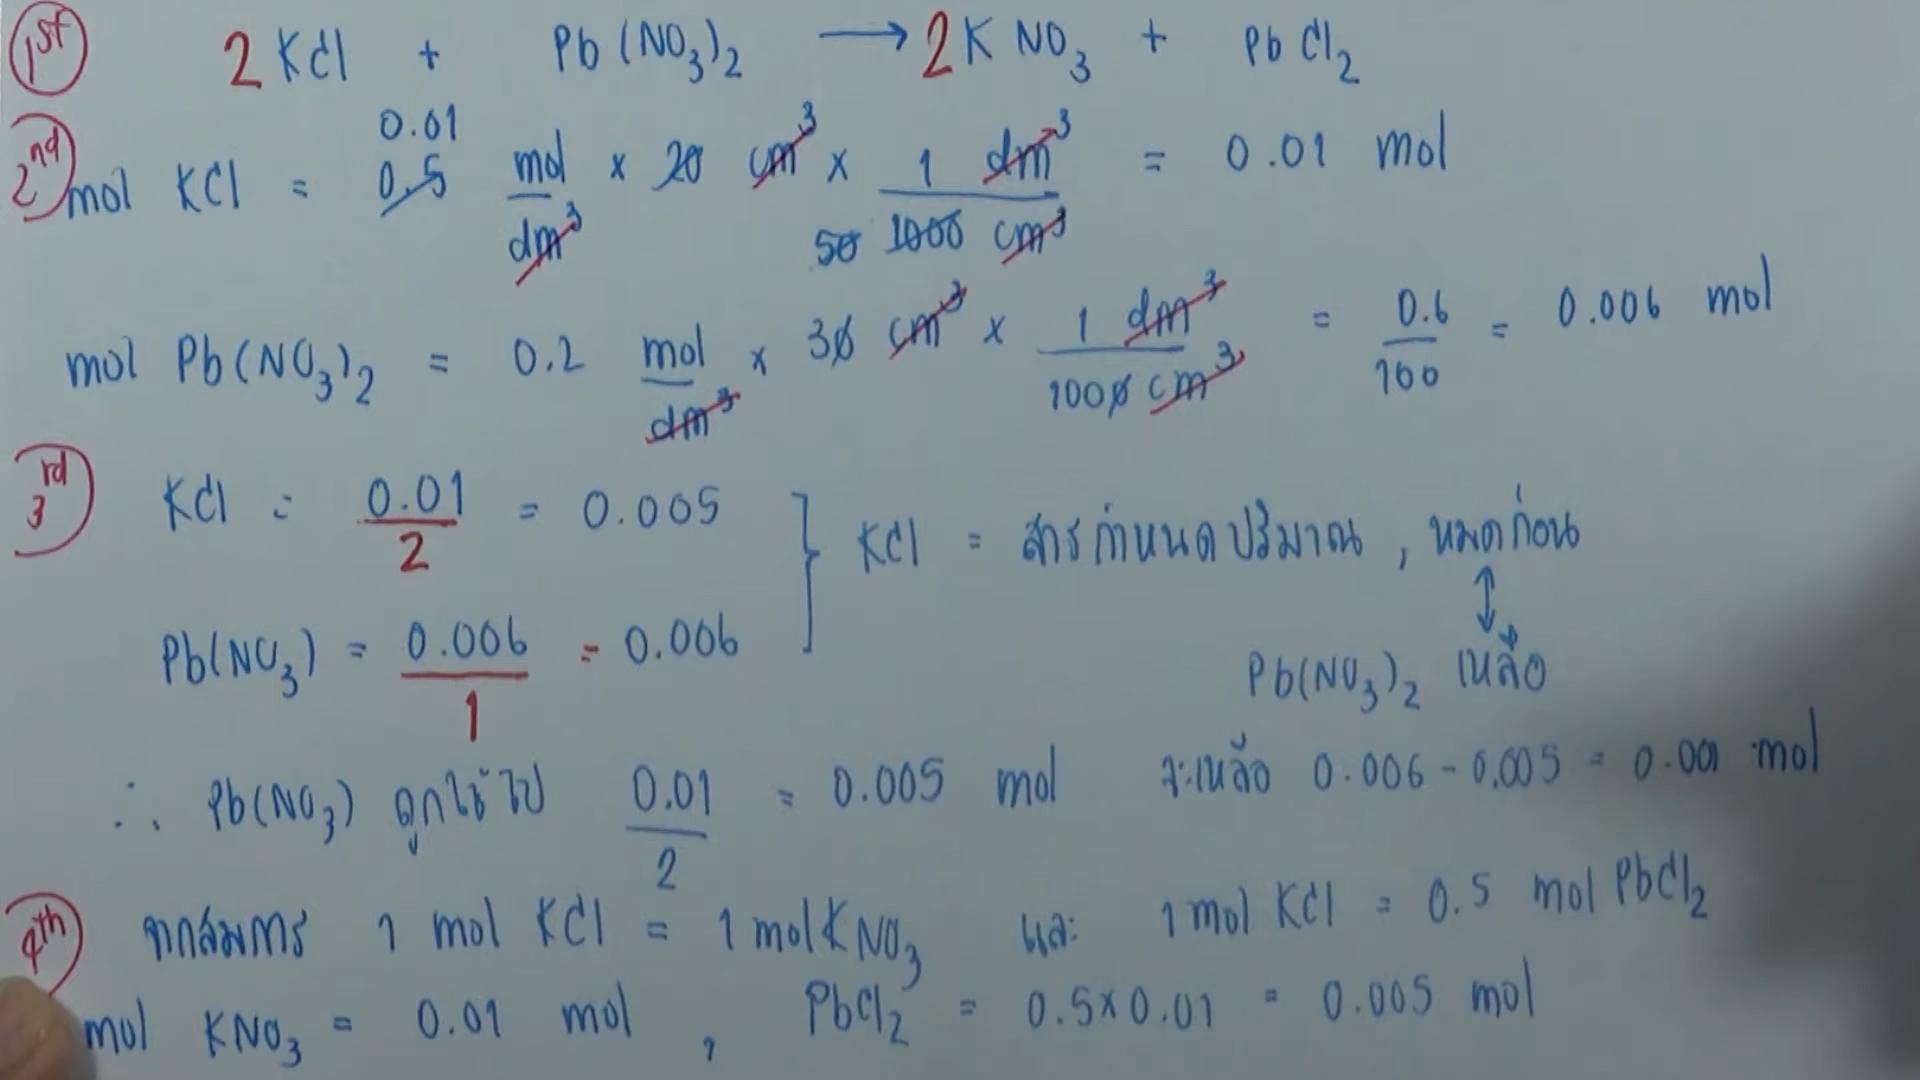 1st 2 KCl + Pb(NO3)2 → 2 KNO3 + PbCl2
0.01
2nd mol KCl = 0.5 mol/dm³ × 20 cm³ × 1 dm³ / 50 1000 cm³ = 0.01 mol
mol Pb(NO3)2 = 0.2 mol/dm³ × 30 cm³ × 1 dm³ / 1000 cm³ = 0.6/100 = 0.006 mol
3rd KCl = 0.01/2 = 0.005 } KCl = สารกำหนดปริมาณ , หมดก่อน
↕
Pb(NO3) = 0.006/1 = 0.006 Pb(NO3)2 เหลือ
∴ Pb(NO3) ถูกใช้ไป 0.01/2 = 0.005 mol จะเหลือ 0.006 - 0.005 = 0.001 mol
4th จากสมการ 1 mol KCl = 1 mol KNO3 และ 1 mol KCl = 0.5 mol PbCl2
mol KNO3 = 0.01 mol , PbCl2 = 0.5×0.01 = 0.005 mol